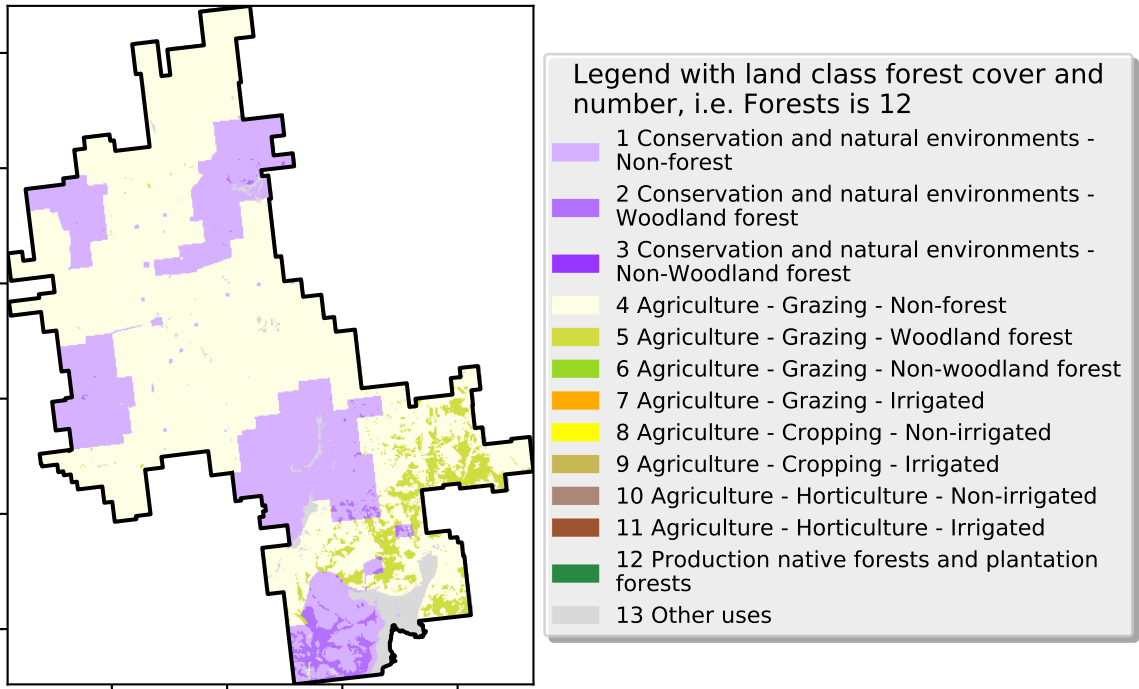 Legend with land class forest cover and
number, i.e. Forests is 12
1 Conservation and natural environments -
Non-forest
2 Conservation and natural environments -
Woodland forest
3 Conservation and natural environments -
Non-Woodland forest
4 Agriculture - Grazing - Non-forest
5 Agriculture - Grazing - Woodland forest
6 Agriculture - Grazing - Non-woodland forest
7 Agriculture - Grazing - Irrigated
8 Agriculture - Cropping - Non-irrigated
9 Agriculture - Cropping - Irrigated
10 Agriculture - Horticulture - Non-irrigated
11 Agriculture - Horticulture - Irrigated
12 Production native forests and plantation
forests
13 Other uses